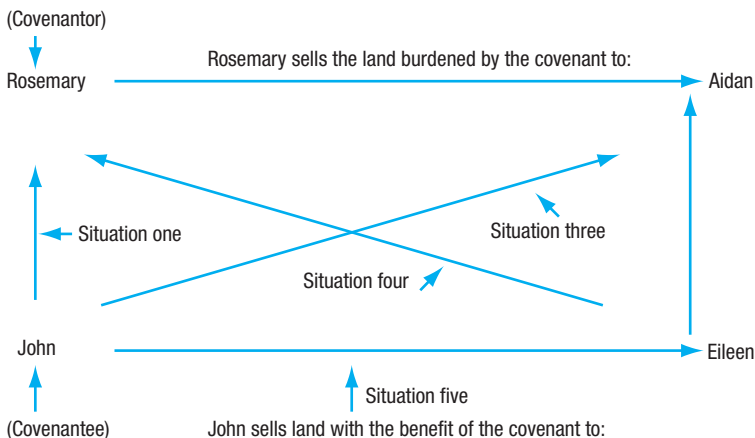 (Covenantor)
Rosemary sells the land burdened by the covenant to:
Rosemary
Aidan
Situation one
Situation three
Situation four
John
Eileen
Situation five
(Covenantee)
John sells land with the benefit of the covenant to: